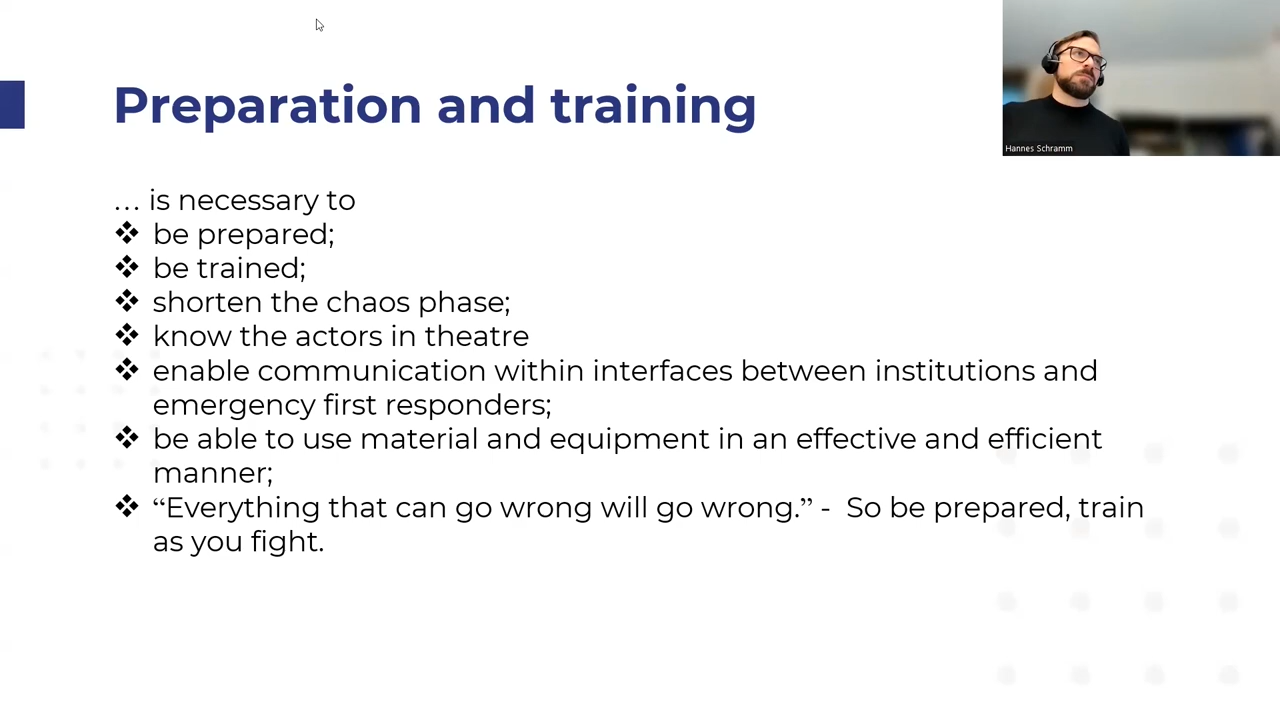 Preparation and training
Hannes Schramm
… is necessary to
❖ be prepared;
❖ be trained;
❖ shorten the chaos phase;
❖ know the actors in theatre
❖ enable communication within interfaces between institutions and
emergency first responders;
❖ be able to use material and equipment in an effective and efficient
manner;
❖ “Everything that can go wrong will go wrong.” - So be prepared, train
as you fight.